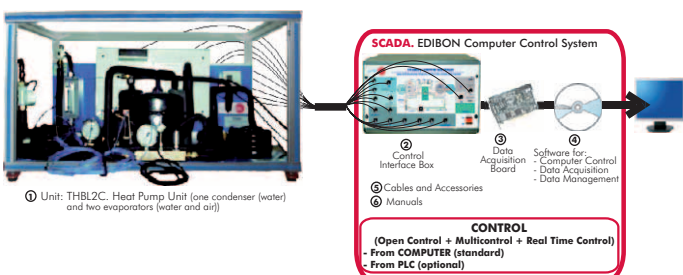 SCADA. EDIBON Computer Control System
① Unit: THBL2C. Heat Pump Unit (one condenser (water)
and two evaporators (water and air))
②
Control
Interface Box
③
Data
Acquisition
Board
④
Software for:
- Computer Control
- Data Acquisition
- Data Management
⑤ Cables and Accessories
⑥ Manuals
CONTROL
(Open Control + Multicontrol + Real Time Control)
- From COMPUTER (standard)
- From PLC (optional)